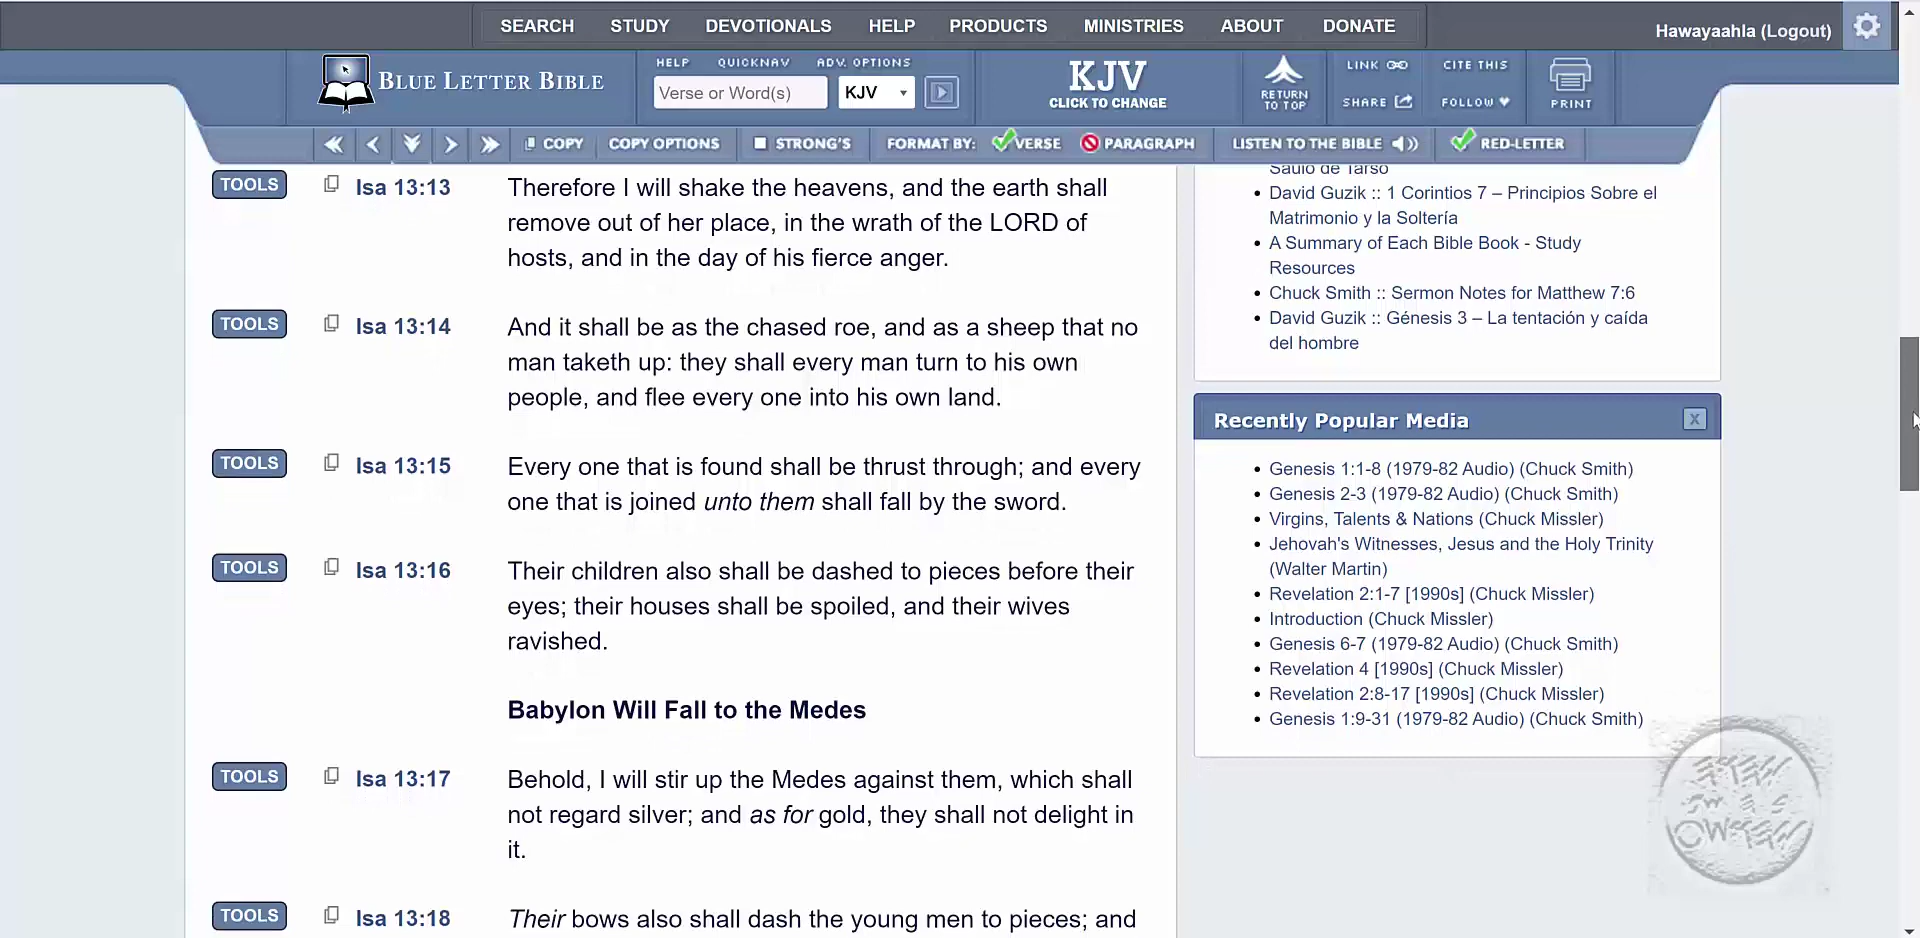 SEARCH STUDY DEVOTIONALS HELP PRODUCTS MINISTRIES ABOUT DONATE
Hawayaahla (Logout)
BLUE LETTER BIBLE
HELP QUICKNAV ADV. OPTIONS
Verse or Word(s) KJV
KJV
CLICK TO CHANGE
RETURN
TO TOP
LINK
SHARE
CITE THIS
FOLLOW
PRINT
COPY COPY OPTIONS STRONG'S FORMAT BY: VERSE PARAGRAPH LISTEN TO THE BIBLE RED-LETTER
TOOLS Isa 13:13 Therefore I will shake the heavens, and the earth shall
remove out of her place, in the wrath of the LORD of
hosts, and in the day of his fierce anger.
TOOLS Isa 13:14 And it shall be as the chased roe, and as a sheep that no
man taketh up: they shall every man turn to his own
people, and flee every one into his own land.
TOOLS Isa 13:15 Every one that is found shall be thrust through; and every
one that is joined unto them shall fall by the sword.
TOOLS Isa 13:16 Their children also shall be dashed to pieces before their
eyes; their houses shall be spoiled, and their wives
ravished.
Babylon Will Fall to the Medes
TOOLS Isa 13:17 Behold, I will stir up the Medes against them, which shall
not regard silver; and as for gold, they shall not delight in
it.
TOOLS Isa 13:18 Their bows also shall dash the young men to pieces; and
Saulo de Tarso
David Guzik :: 1 Corintios 7 – Principios Sobre el
Matrimonio y la Soltería
A Summary of Each Bible Book - Study
Resources
Chuck Smith :: Sermon Notes for Matthew 7:6
David Guzik :: Génesis 3 – La tentación y caída
del hombre
Recently Popular Media
Genesis 1:1-8 (1979-82 Audio) (Chuck Smith)
Genesis 2-3 (1979-82 Audio) (Chuck Smith)
Virgins, Talents & Nations (Chuck Missler)
Jehovah's Witnesses, Jesus and the Holy Trinity
(Walter Martin)
Revelation 2:1-7 [1990s] (Chuck Missler)
Introduction (Chuck Missler)
Genesis 6-7 (1979-82 Audio) (Chuck Smith)
Revelation 4 [1990s] (Chuck Missler)
Revelation 2:8-17 [1990s] (Chuck Missler)
Genesis 1:9-31 (1979-82 Audio) (Chuck Smith)